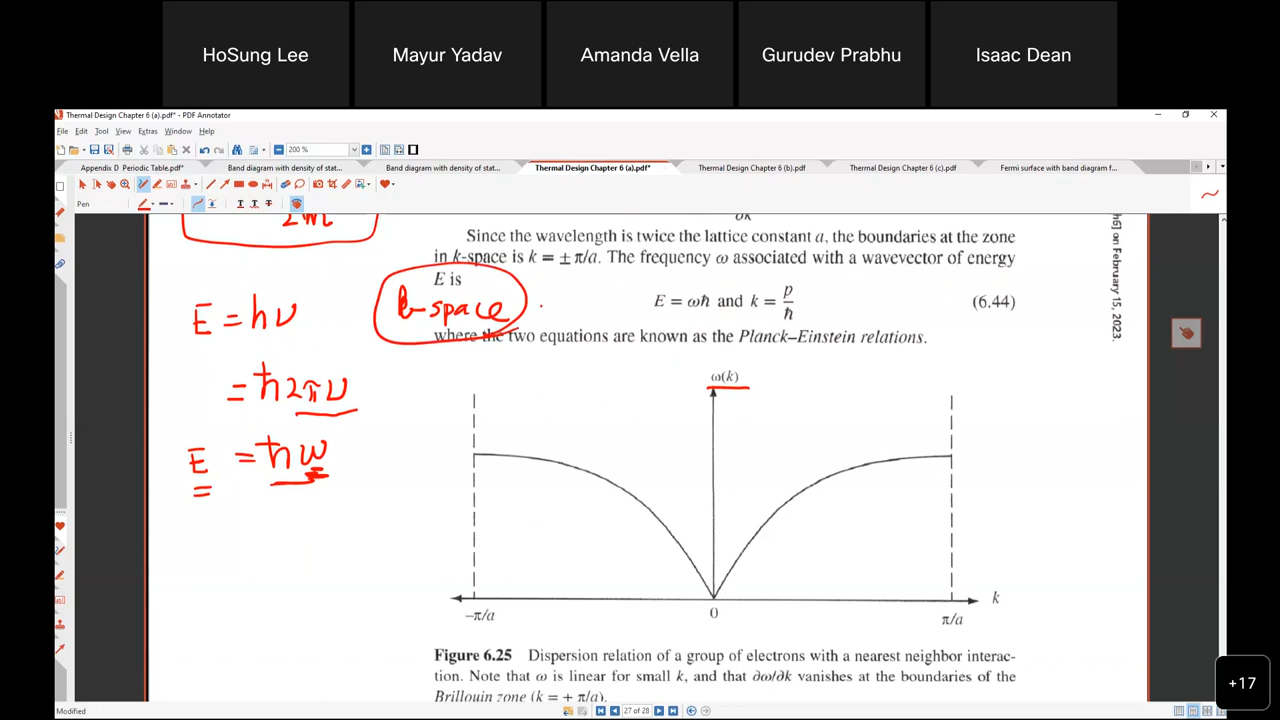 HoSung Lee
Mayur Yadav
Amanda Vella
Gurudev Prabhu
Isaac Dean
Thermal Design Chapter 6 (a).pdf* - PDF Annotator
File Edit Tool View Extras Window Help
200 %
Appendix D Periodic Table.pdf*
Band diagram with density of stat...
Band diagram with density of stat...
Thermal Design Chapter 6 (a).pdf*
Thermal Design Chapter 6 (b).pdf
Thermal Design Chapter 6 (c).pdf
Fermi surface with band diagram f...
Pen
2m
∂k
Since the wavelength is twice the lattice constant a, the boundaries at the zone
in k-space is k = ±π/a. The frequency ω associated with a wavevector of energy
E is
k-space
E = ωħ and k = p/ħ (6.44)
where the two equations are known as the Planck–Einstein relations.
E = hν
= ħ2πν
E = ħω
ω(k)
k
−π/a
0
π/a
Figure 6.25 Dispersion relation of a group of electrons with a nearest neighbor interac-
tion. Note that ω is linear for small k, and that ∂ω/∂k vanishes at the boundaries of the
Brillouin zone (k = + π/a).
h6] on February 15, 2023.
Modified
27 of 28
+17